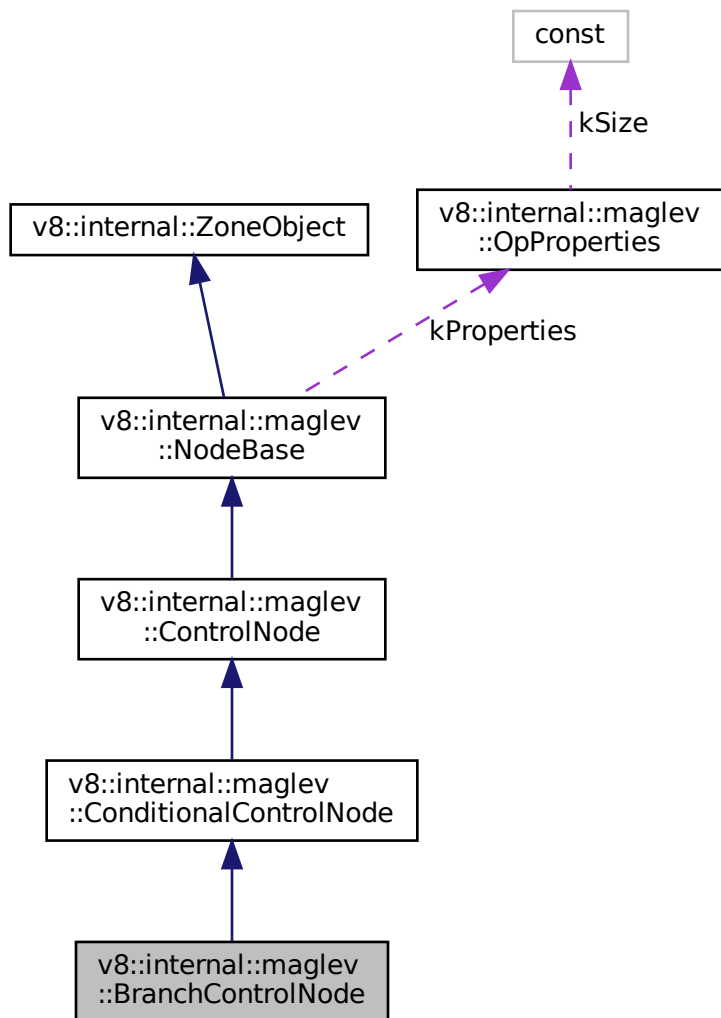 const
kSize
v8::internal::maglev
::OpProperties
v8::internal::ZoneObject
kProperties
v8::internal::maglev
::NodeBase
v8::internal::maglev
::ControlNode
v8::internal::maglev
::ConditionalControlNode
v8::internal::maglev
::BranchControlNode